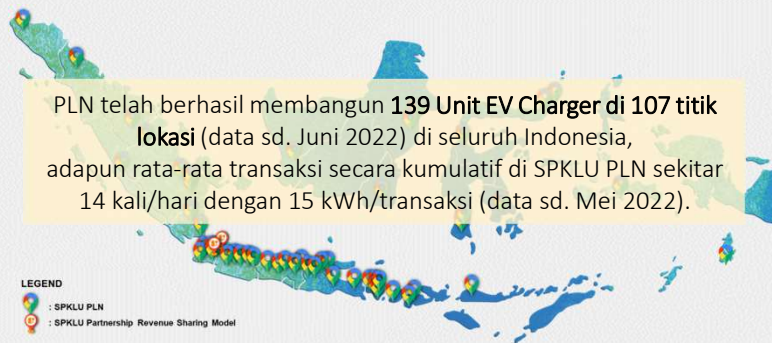 PLN telah berhasil membangun 139 Unit EV Charger di 107 titik
lokasi (data sd. Juni 2022) di seluruh Indonesia,
adapun rata-rata transaksi secara kumulatif di SPKLU PLN sekitar
14 kali/hari dengan 15 kWh/transaksi (data sd. Mei 2022).
LEGEND
: SPKLU PLN
: SPKLU Partnership Revenue Sharing Model